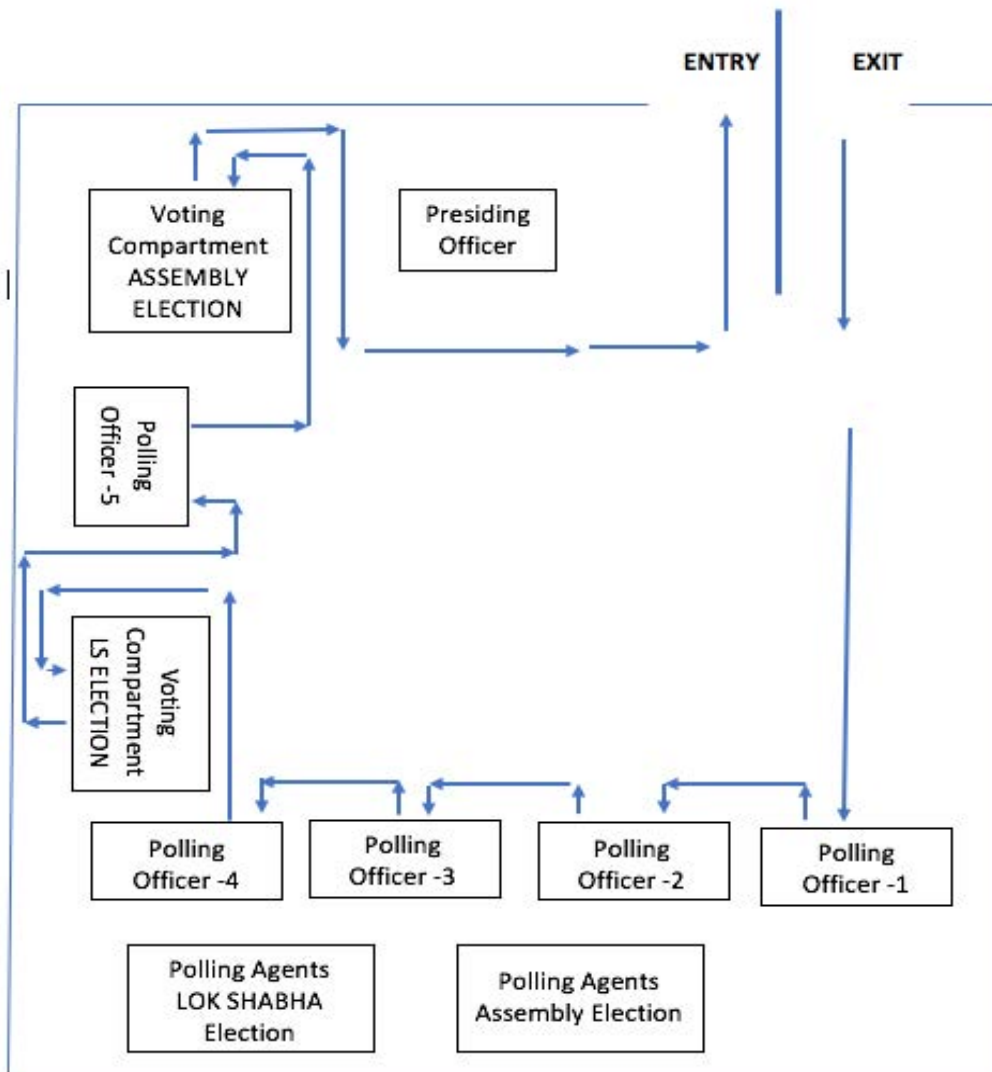 ENTRY
EXIT
Voting
Compartment
ASSEMBLY
ELECTION
Presiding
Officer
Polling
Officer -5
Voting
Compartment
LS ELECTION
Polling
Officer -4
Polling
Officer -3
Polling
Officer -2
Polling
Officer -1
Polling Agents
LOK SHABHA
Election
Polling Agents
Assembly Election